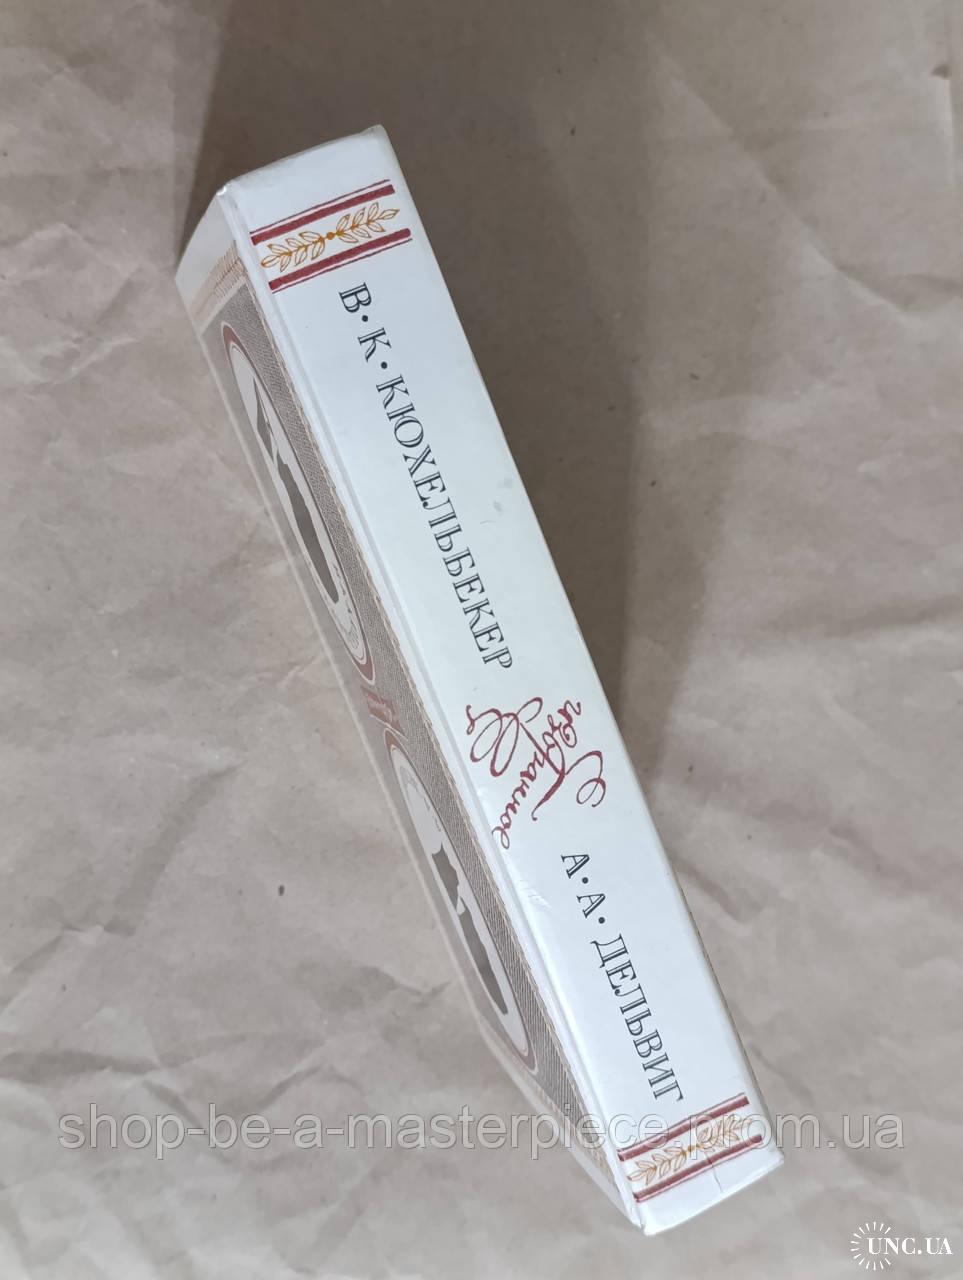 В·К·КЮХЕЛЬБЕКЕР
избранное
А·А·ДЕЛЬВИГ
shop-be-a-masterpiece.prom.ua
UNC.UA